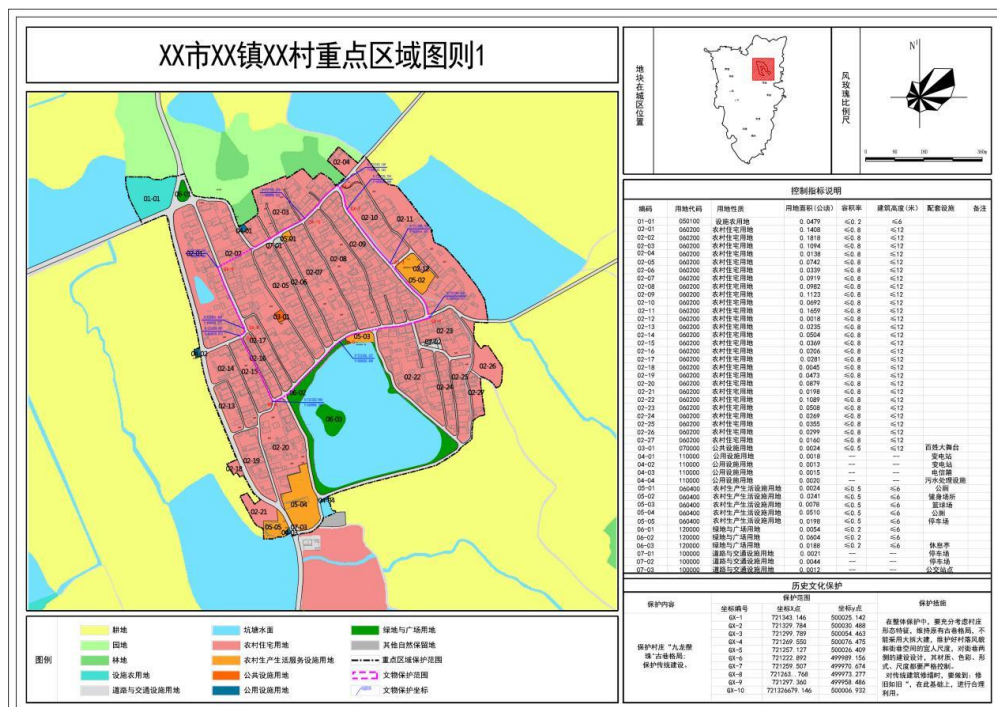 XX市XX镇XX村重点区域图则1
地块在城区位置
风玫瑰比例尺
N
控制指标说明
编码 用地代码 用地性质 用地面积(公顷) 容积率 建筑高度(米) 配套设施 备注
01-01 050100 设施农用地 0.0479 ≤0.2 ≤6
02-01 060200 农村住宅用地 0.1408 ≤0.8 ≤12
02-02 060200 农村住宅用地 0.1818 ≤0.8 ≤12
02-03 060200 农村住宅用地 0.1094 ≤0.8 ≤12
02-04 060200 农村住宅用地 0.0138 ≤0.8 ≤12
02-05 060200 农村住宅用地 0.0742 ≤0.8 ≤12
02-06 060200 农村住宅用地 0.0339 ≤0.8 ≤12
02-07 060200 农村住宅用地 0.0919 ≤0.8 ≤12
02-08 060200 农村住宅用地 0.0982 ≤0.8 ≤12
02-09 060200 农村住宅用地 0.1123 ≤0.8 ≤12
02-10 060200 农村住宅用地 0.0692 ≤0.8 ≤12
02-11 060200 农村住宅用地 0.1659 ≤0.8 ≤12
02-12 060200 农村住宅用地 0.0018 ≤0.8 ≤12
02-13 060200 农村住宅用地 0.0235 ≤0.8 ≤12
02-14 060200 农村住宅用地 0.0504 ≤0.8 ≤12
02-15 060200 农村住宅用地 0.0369 ≤0.8 ≤12
02-16 060200 农村住宅用地 0.0206 ≤0.8 ≤12
02-17 060200 农村住宅用地 0.0281 ≤0.8 ≤12
02-18 060200 农村住宅用地 0.0045 ≤0.8 ≤12
02-19 060200 农村住宅用地 0.0473 ≤0.8 ≤12
02-20 060200 农村住宅用地 0.0879 ≤0.8 ≤12
02-21 060200 农村住宅用地 0.0198 ≤0.8 ≤12
02-22 060200 农村住宅用地 0.1089 ≤0.8 ≤12
02-23 060200 农村住宅用地 0.0508 ≤0.8 ≤12
02-24 060200 农村住宅用地 0.0269 ≤0.8 ≤12
02-25 060200 农村住宅用地 0.0355 ≤0.8 ≤12
02-26 060200 农村住宅用地 0.0299 ≤0.8 ≤12
02-27 060200 农村住宅用地 0.0160 ≤0.8 ≤12
03-01 070000 公共设施用地 0.0024 ≤0.5 ≤12 百姓大舞台
04-01 110000 公用设施用地 0.0018 —— —— 变电站
04-02 110000 公用设施用地 0.0013 —— —— 变电站
04-03 110000 公用设施用地 0.0015 —— —— 电信箱
04-04 110000 公用设施用地 0.0020 —— —— 污水处理设施
05-01 060400 农村生产生活设施用地 0.0024 ≤0.5 ≤6 公厕
05-02 060400 农村生产生活设施用地 0.0241 ≤0.5 ≤6 健身场所
05-03 060400 农村生产生活设施用地 0.0078 ≤0.5 ≤6 篮球场
05-04 060400 农村生产生活设施用地 0.0510 ≤0.5 ≤6 公厕
05-05 060400 农村生产生活设施用地 0.0198 ≤0.5 ≤6 停车场
06-01 120000 绿地与广场用地 0.0054 ≤0.2 ≤6
06-02 120000 绿地与广场用地 0.0604 ≤0.2 ≤6
06-03 120000 绿地与广场用地 0.0188 ≤0.2 ≤6 休息亭
07-01 100000 道路与交通设施用地 0.0021 —— —— 停车场
07-02 100000 道路与交通设施用地 0.0044 —— —— 停车场
07-03 100000 道路与交通设施用地 0.0012 —— —— 公交站点
历史文化保护
保护内容 保护范围 保护措施
坐标编号 坐标X点 坐标y点
GX-1 721343.146 500025.142
GX-2 721329.784 500030.488
GX-3 721299.789 500054.463
GX-4 721269.550 500076.475
GX-5 721257.127 500026.409
GX-6 721222.892 499989.156
GX-7 721259.507 499970.674
GX-8 721263..768 499973.277
GX-9 721297.360 499958.486
GX-10 721326679.146 500006.932
保护村庄“九龙整
珠”古巷格局;
保护传统建设。
在整体保护中，要充分考虑村庄
形态特征，维持原有古巷格局，不
能采用大拆大建，维护好村落风貌
和街巷空间的宜人尺度，对街巷两
侧的建设设计，其材质、色彩、形
式、尺度都要严格控制。
对传统建筑修缮时，要做到：修
旧如旧“，在此基础上，进行合理
利用。
02-04
01-01
02-03
02-10
02-11
02-02
07-01
02-09
02-08
02-07
02-05
02-06
05-02
03-01
02-17
05-03
02-23
02-16
02-14
02-15
02-22
02-25
02-26
02-24
02-27
02-13
06-02
06-03
02-20
02-19
02-18
02-21
05-04
04-04
05-05
07-03
图例
耕地
坑塘水面
绿地与广场用地
园地
农村住宅用地
其他自然保留地
林地
农村生产生活服务设施用地
重点区域保护范围
设施农用地
公共设施用地
文物保护范围
道路与交通设施用地
公用设施用地
文物保护坐标